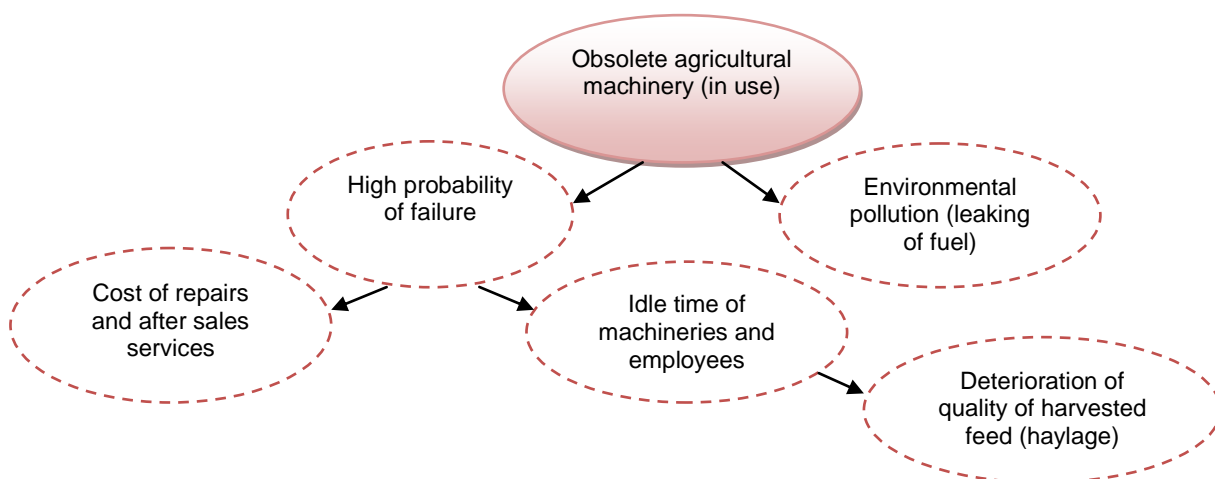 Obsolete agricultural
machinery (in use)
High probability
of failure
Environmental
pollution (leaking
of fuel)
Cost of repairs
and after sales
services
Idle time of
machineries and
employees
Deterioration of
quality of harvested
feed (haylage)